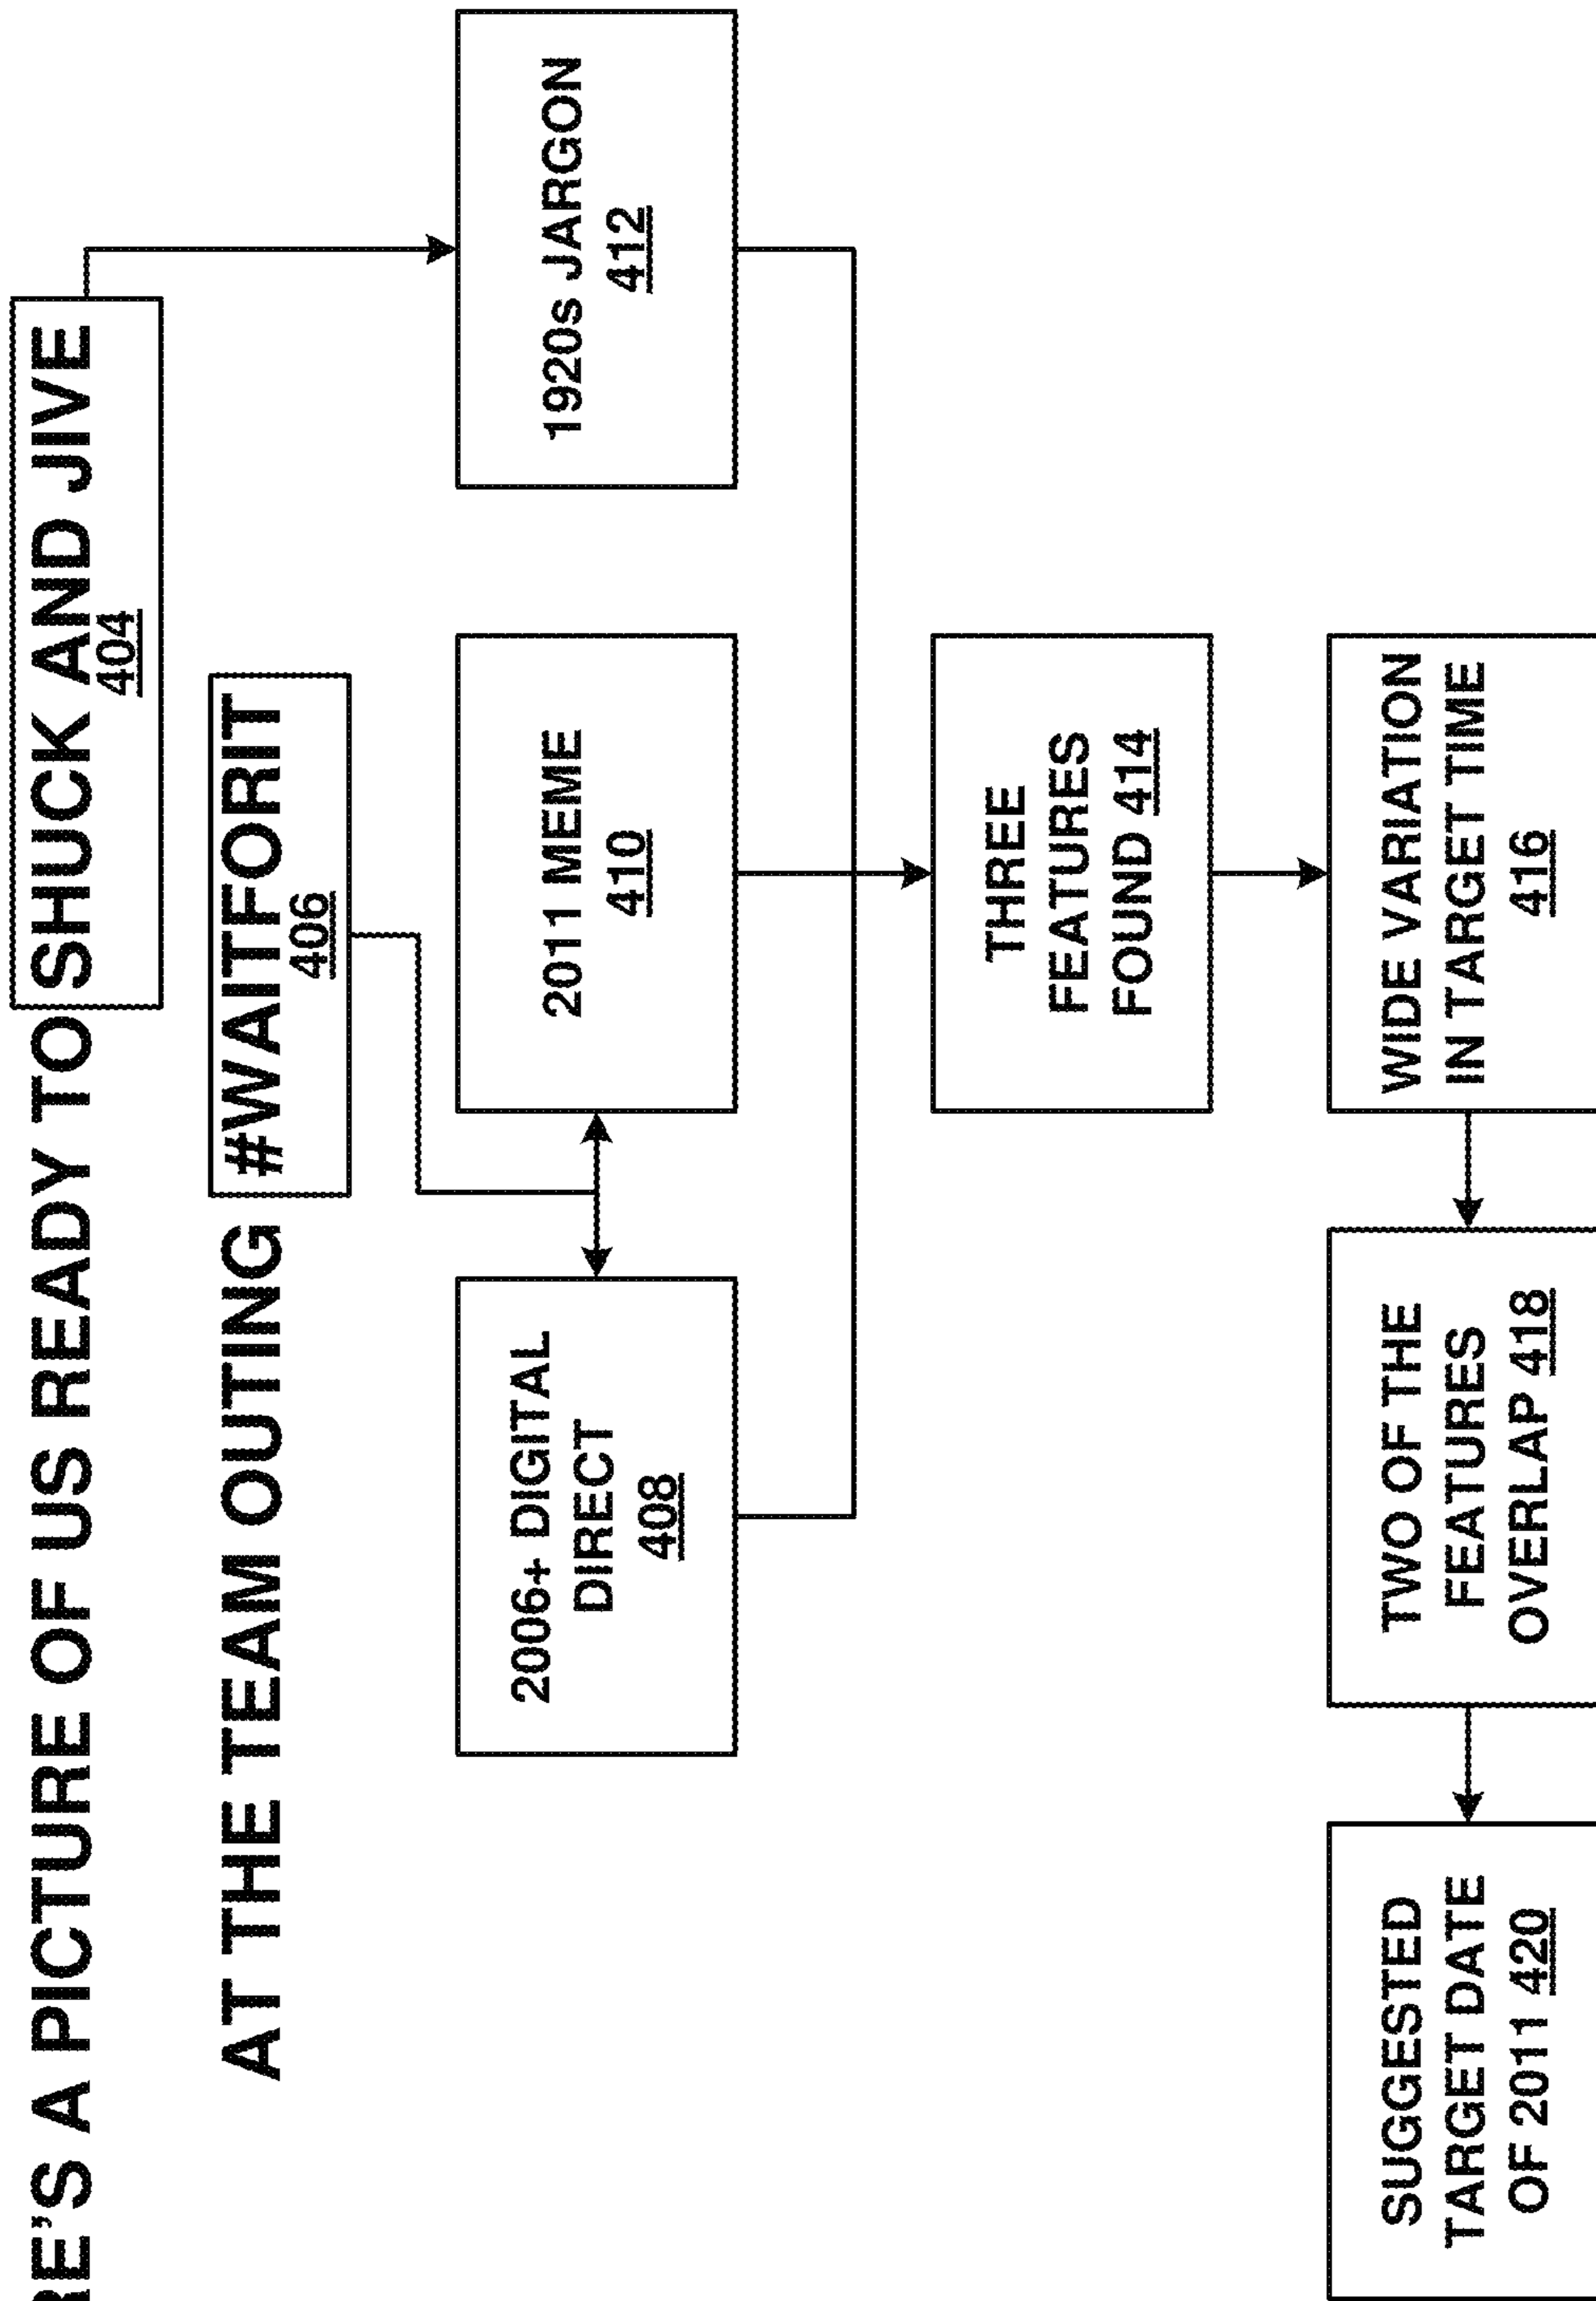 RE'S A PICTURE OF US READY TO SHUCK AND JIVE
404
AT THE TEAM OUTING #WAITFORIT
406
2006+ DIGITAL
DIRECT
408
2011 MEME
410
1920s JARGON
412
THREE
FEATURES
FOUND 414
WIDE VARIATION
IN TARGET TIME
416
TWO OF THE
FEATURES
OVERLAP 418
SUGGESTED
TARGET DATE
OF 2011 420